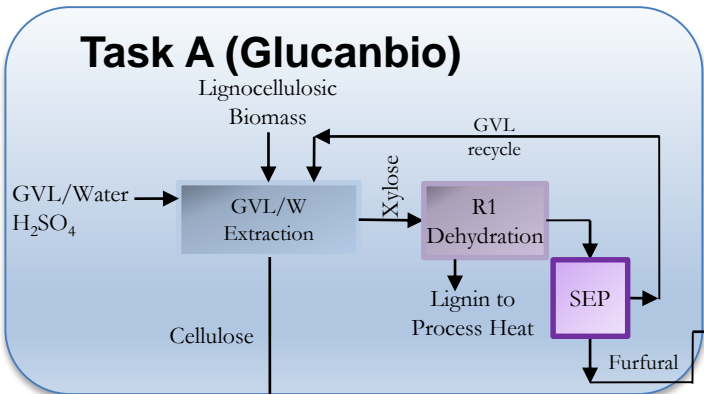 Task A (Glucanbio)
Lignocellulosic
Biomass
GVL
recycle
Xylose
GVL/Water
H₂SO₄
GVL/W
Extraction
R1
Dehydration
Lignin to
Process Heat
SEP
Cellulose
Furfural